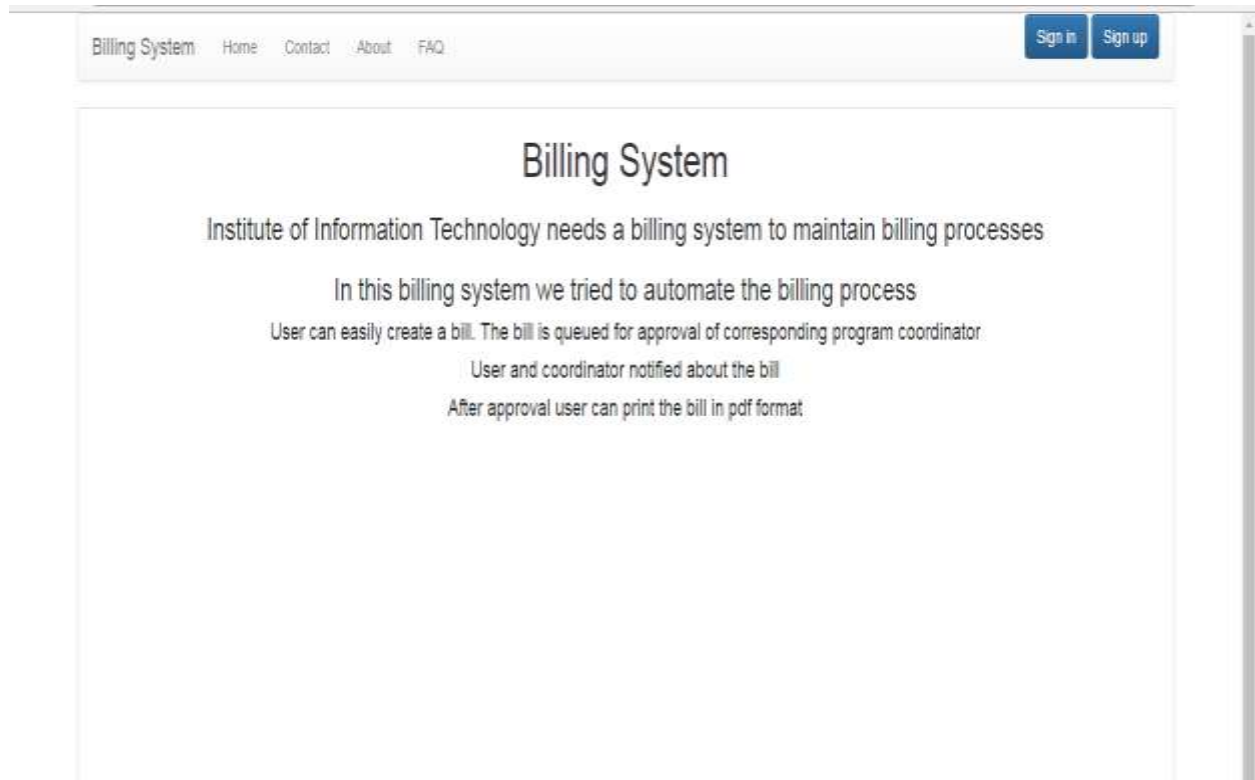 Billing System Home Contact About FAQ Sign in Sign up
Billing System
Institute of Information Technology needs a billing system to maintain billing processes
In this billing system we tried to automate the billing process
User can easily create a bill. The bill is queued for approval of corresponding program coordinator
User and coordinator notified about the bill
After approval user can print the bill in pdf format